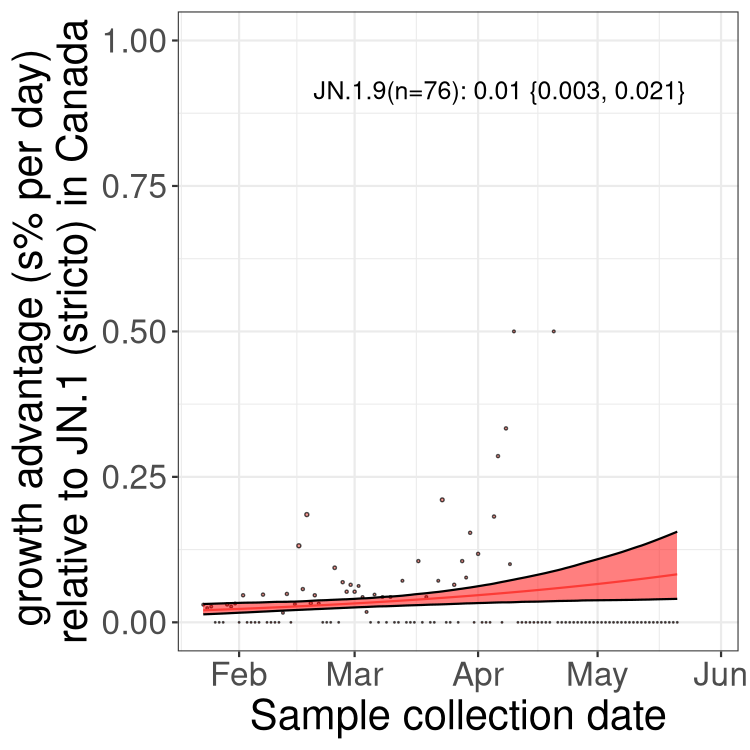 growth advantage (s% per day)
relative to JN.1 (stricto) in Canada
1.00
0.75
0.50
0.25
0.00
JN.1.9(n=76): 0.01 {0.003, 0.021}
Feb Mar Apr May Jun
Sample collection date